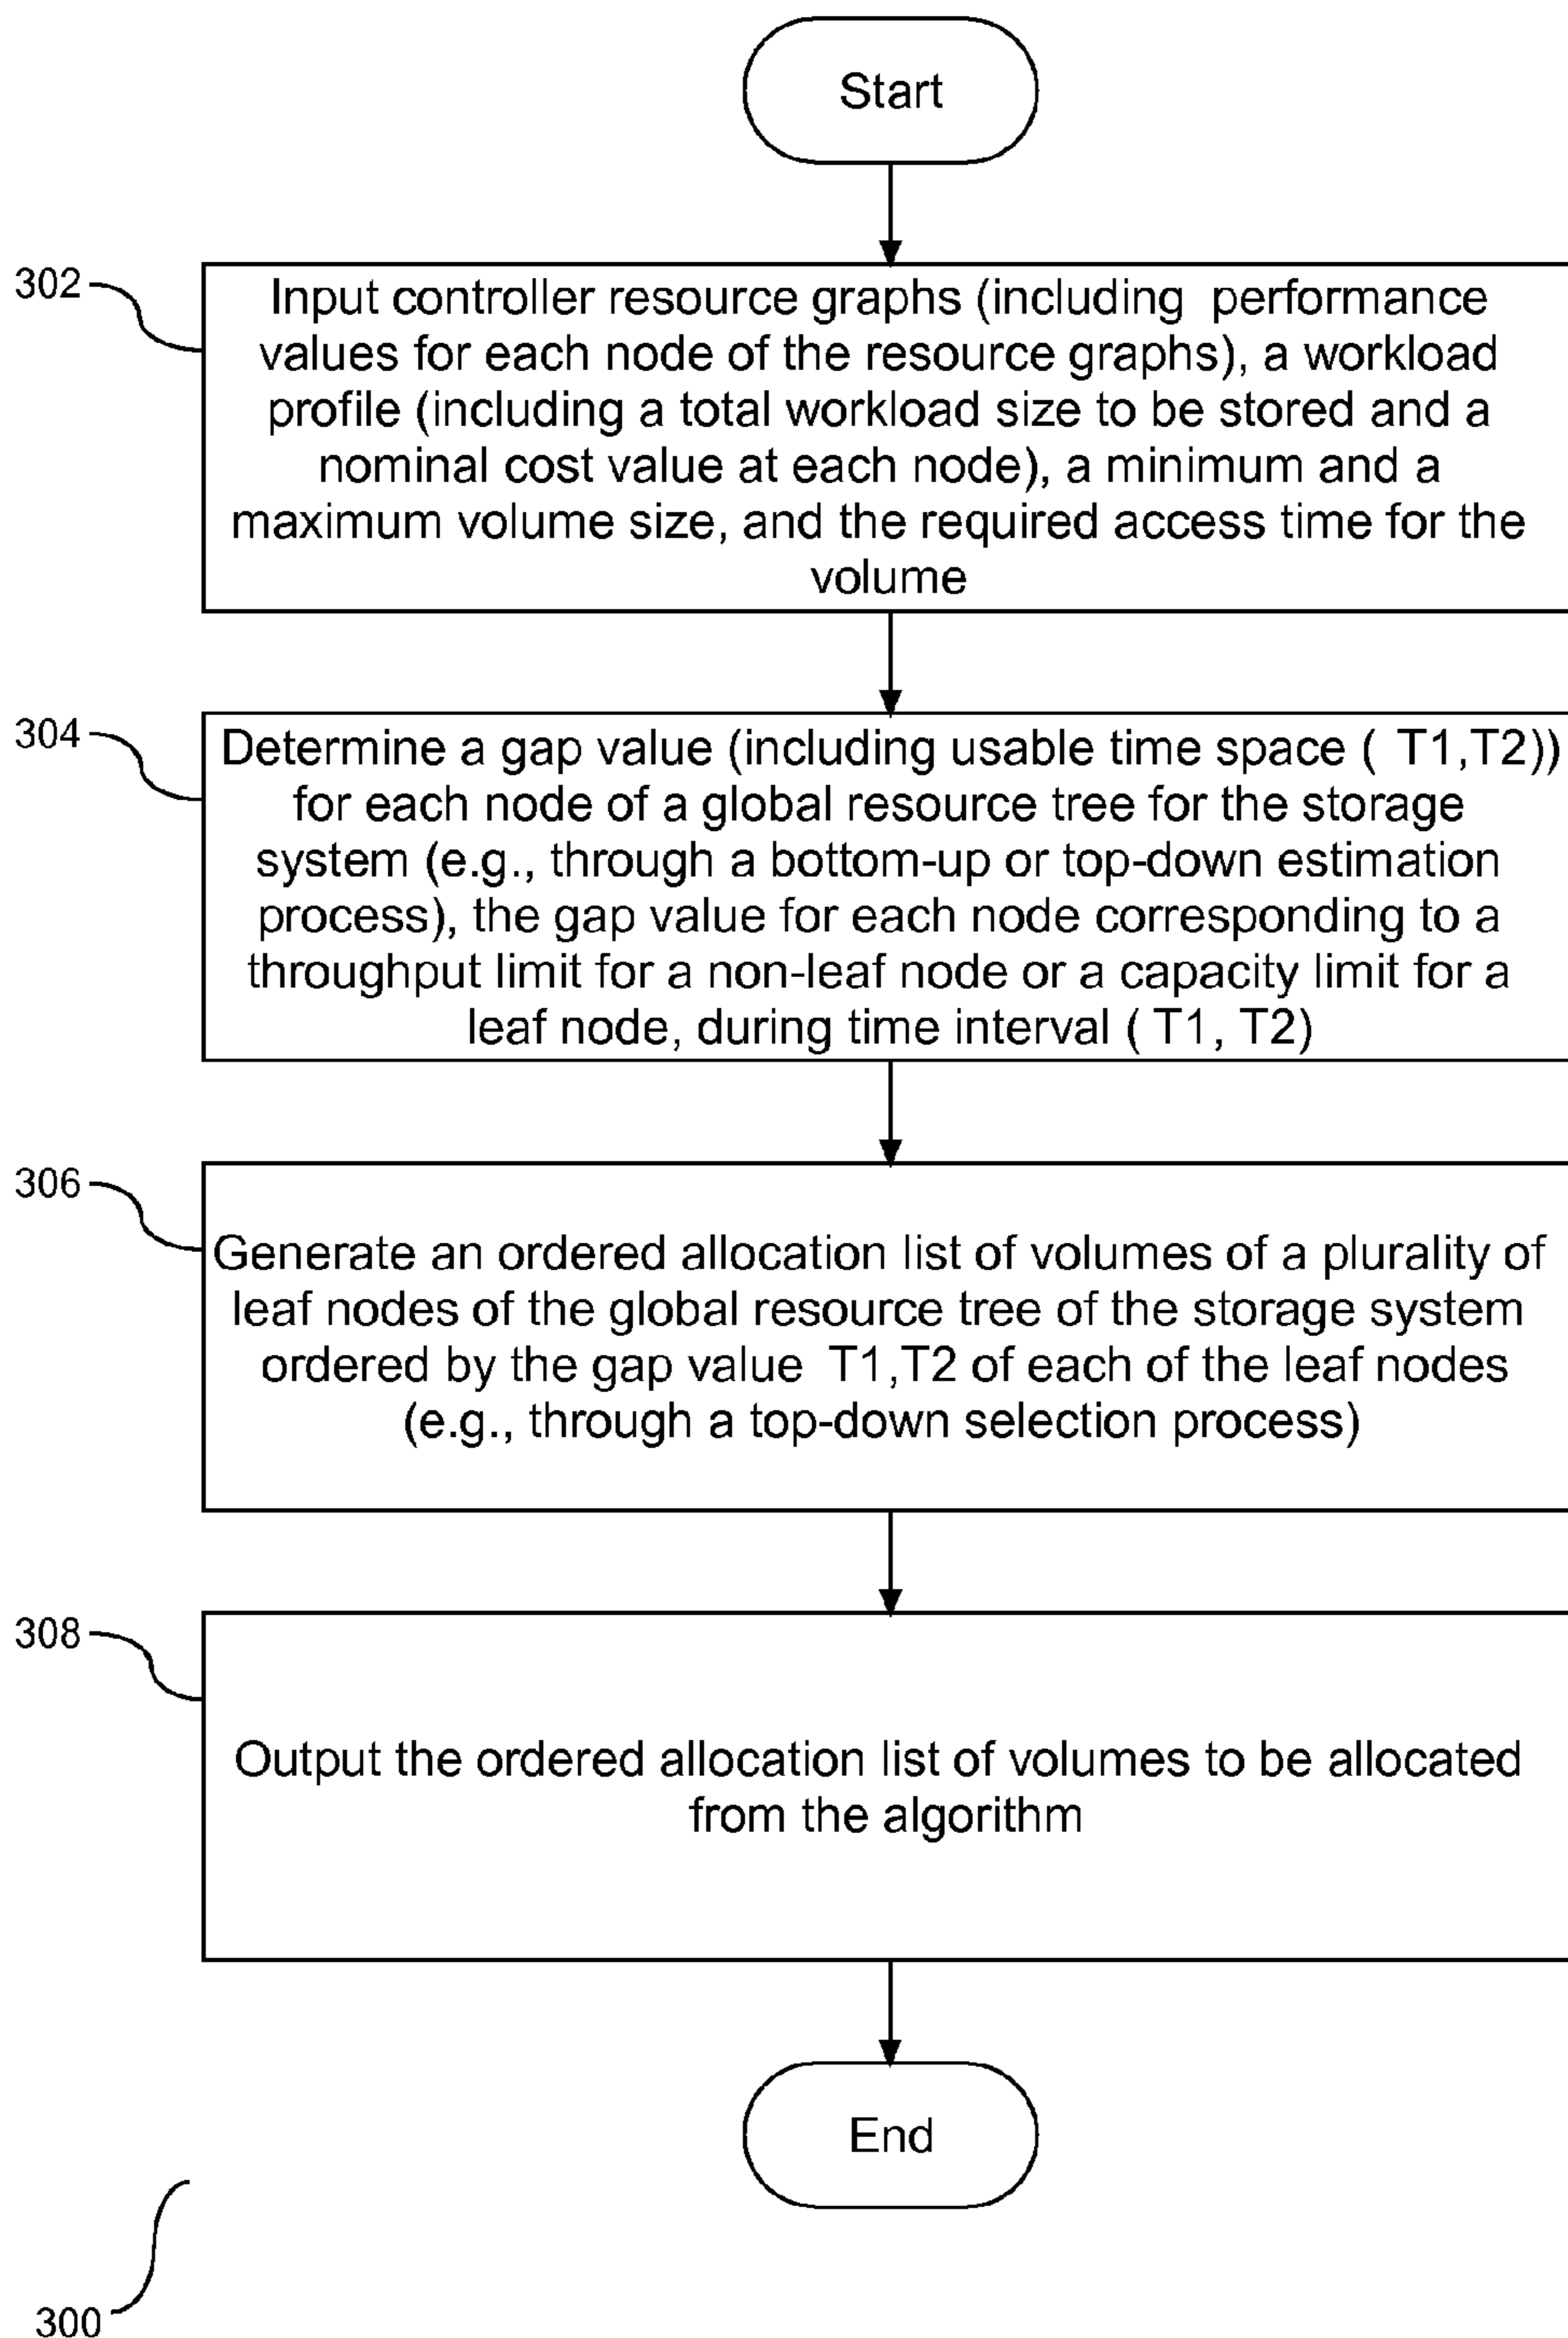 Start
302
Input controller resource graphs (including performance
values for each node of the resource graphs), a workload
profile (including a total workload size to be stored and a
nominal cost value at each node), a minimum and a
maximum volume size, and the required access time for the
volume
304
Determine a gap value (including usable time space ( T1,T2))
for each node of a global resource tree for the storage
system (e.g., through a bottom-up or top-down estimation
process), the gap value for each node corresponding to a
throughput limit for a non-leaf node or a capacity limit for a
leaf node, during time interval ( T1, T2)
306
Generate an ordered allocation list of volumes of a plurality of
leaf nodes of the global resource tree of the storage system
ordered by the gap value T1,T2 of each of the leaf nodes
(e.g., through a top-down selection process)
308
Output the ordered allocation list of volumes to be allocated
from the algorithm
End
300